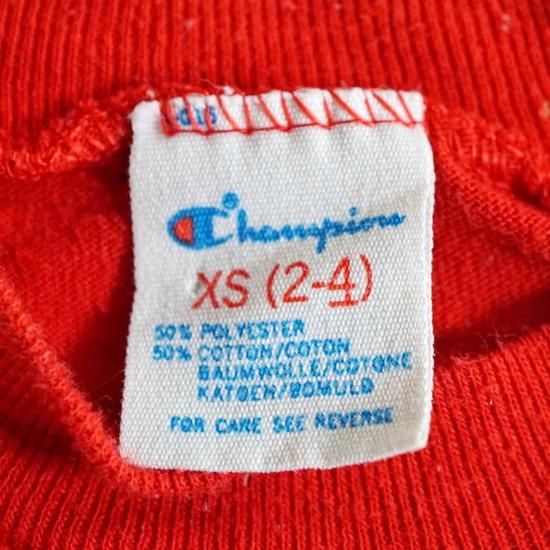 Champion®
XS (2-4)
50% POLYESTER
50% COTTON/COTON
BAUMWOLLE/COTONE
KATOEN/BOMULD
FOR CARE SEE REVERSE